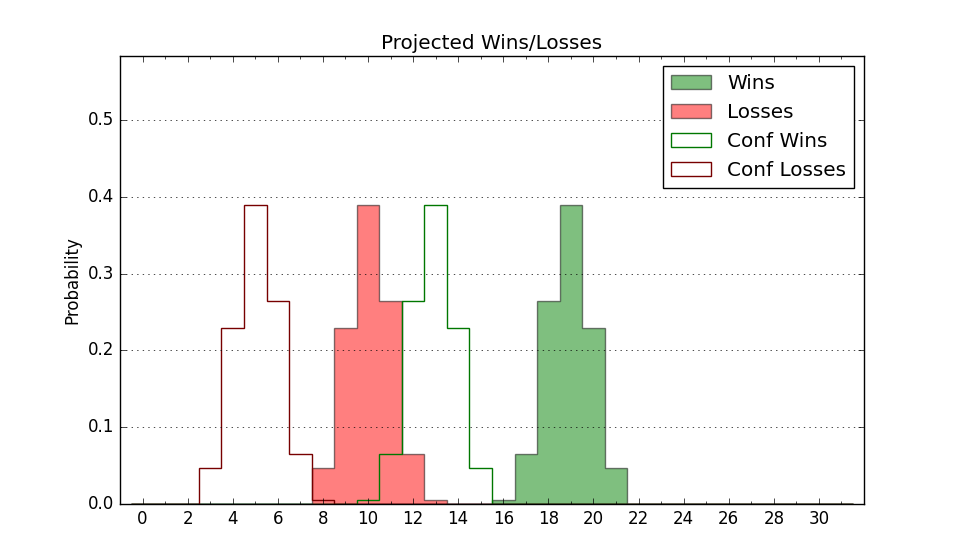 Projected Wins/Losses
Wins
Losses
Conf Wins
Conf Losses
Probability
0.5
0.4
0.3
0.2
0.1
0.0
0 2 4 6 8 10 12 14 16 18 20 22 24 26 28 30